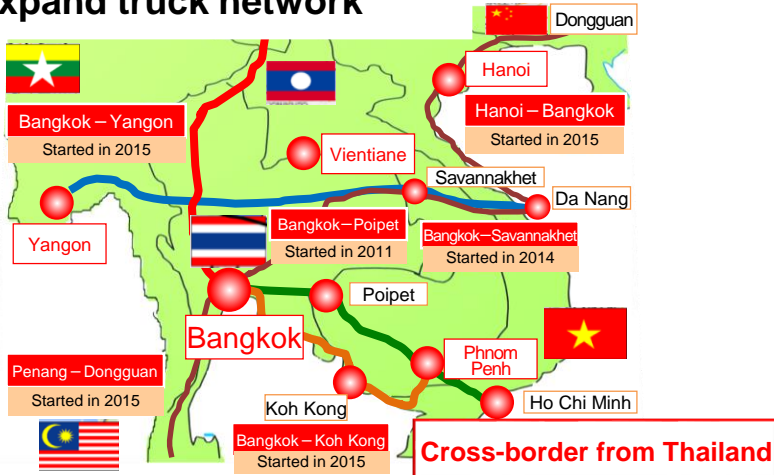 xpand truck network
Dongguan
Hanoi
Bangkok – Yangon
Started in 2015
Hanoi – Bangkok
Started in 2015
Vientiane
Savannakhet
Da Nang
Yangon
Bangkok–Poipet
Started in 2011
Bangkok–Savannakhet
Started in 2014
Poipet
Bangkok
Phnom
Penh
Penang – Dongguan
Started in 2015
Koh Kong
Ho Chi Minh
Bangkok – Koh Kong
Started in 2015
Cross-border from Thailand